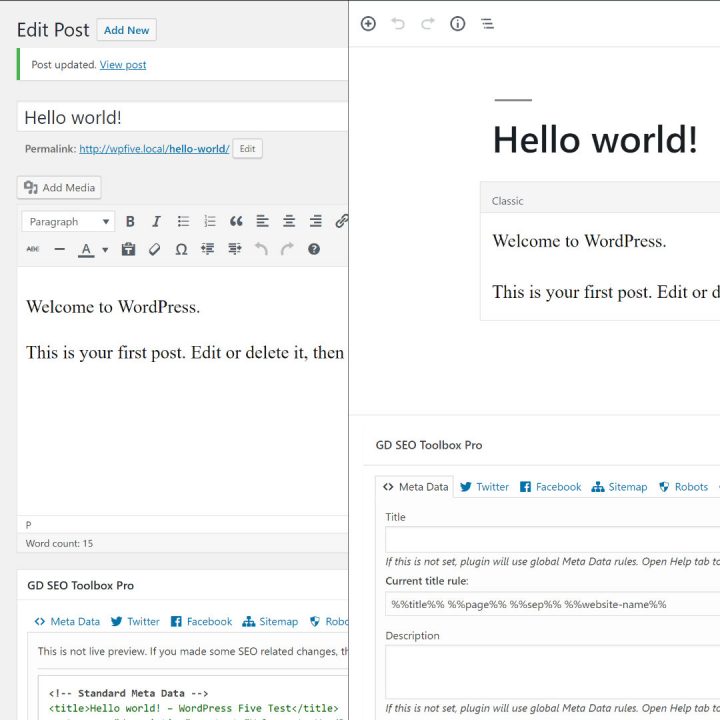 Edit Post Add New
Post updated. View post
Hello world!
Permalink: http://wpfive.local/hello-world/ Edit
Add Media
Paragraph B I
ABC A
Welcome to WordPress.
This is your first post. Edit or delete it, then
P
Word count: 15
GD SEO Toolbox Pro
Meta Data Twitter Facebook Sitemap
This is not live preview. If you made some SEO related changes,
<!-- Standard Meta Data -->
<title>Hello world! – WordPress Five Test</title>
Hello world!
Classic
Welcome to WordPress.
This is your first post. Edit or
GD SEO Toolbox Pro
Meta Data Twitter Facebook Sitemap Robots
Title
If this is not set, plugin will use global Meta Data rules. Open Help tab to
Current title rule:
%%title%% %%page%% %%sep%% %%website-name%%
Description
If this is not set, plugin will use global Meta Data rules. Open Help tab to